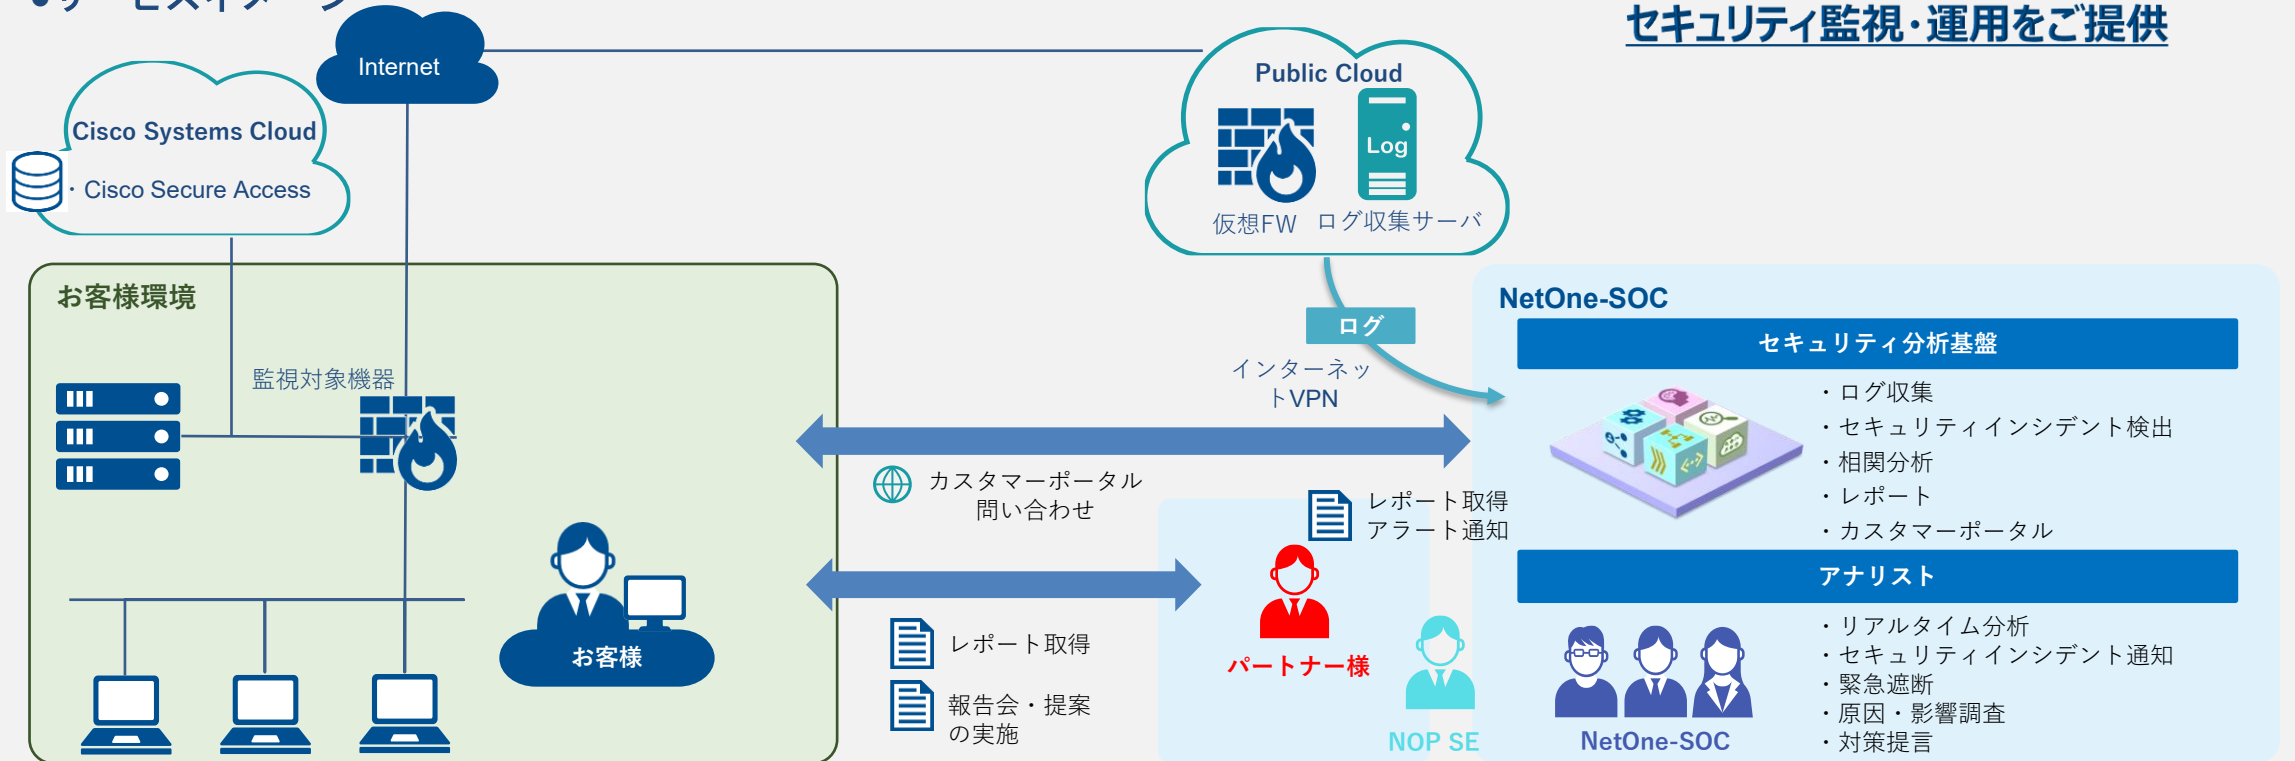 ●サービスイメージ
セキュリティ監視・運用をご提供
Internet
Public Cloud
Cisco Systems Cloud
・Cisco Secure Access
Log
仮想FW
ログ収集サーバ
お客様環境
監視対象機器
ログ
インターネッ
トVPN
NetOne-SOC
セキュリティ分析基盤
・ログ収集
・セキュリティインシデント検出
・相関分析
・レポート
・カスタマーポータル
カスタマーポータル
問い合わせ
レポート取得
アラート通知
アナリスト
・リアルタイム分析
・セキュリティインシデント通知
・緊急遮断
・原因・影響調査
・対策提言
お客様
レポート取得
報告会・提案
の実施
パートナー様
NOP SE
NetOne-SOC